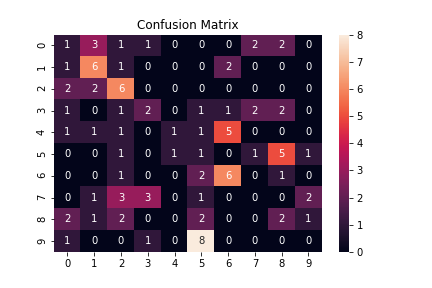 Confusion Matrix
0 1 3 1 1 0 0 0 2 2 0
1 1 6 1 0 0 0 2 0 0 0
2 2 2 6 0 0 0 0 0 0 0
3 1 0 1 2 0 1 1 2 2 0
4 1 1 1 0 1 1 5 0 0 0
5 0 0 1 0 1 1 0 1 5 1
6 0 0 1 0 0 2 6 0 1 0
7 0 1 3 3 0 1 0 0 0 2
8 2 1 2 0 0 2 0 0 2 1
9 1 0 0 1 0 8 0 0 0 0
0 1 2 3 4 5 6 7 8 9
8
7
6
5
4
3
2
1
0